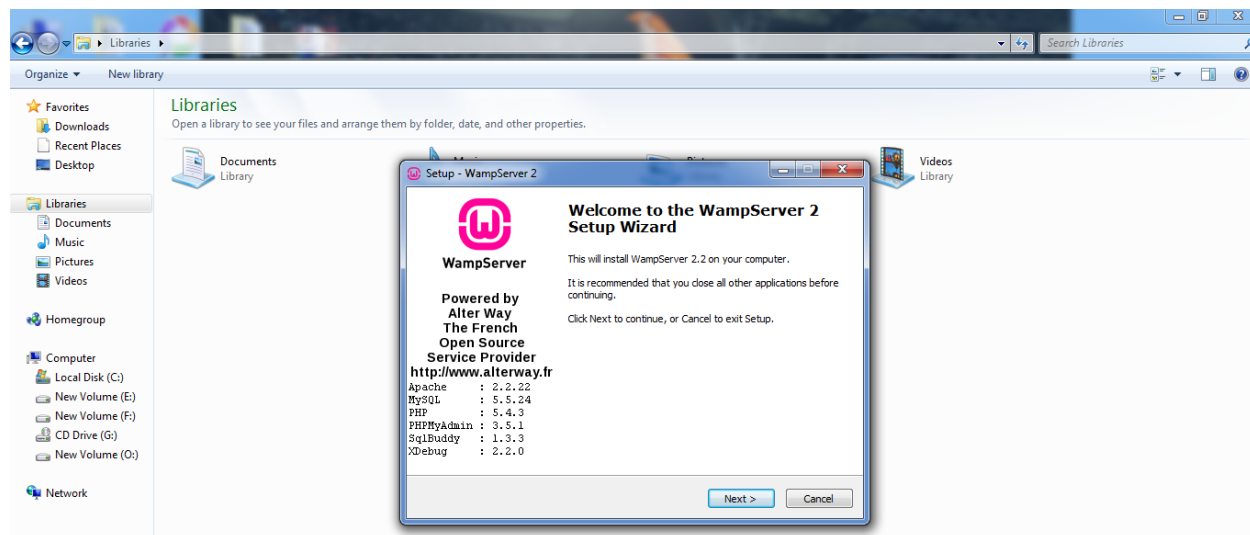 Libraries
Search Libraries
Organize
New library
Favorites
Downloads
Recent Places
Desktop
Libraries
Documents
Music
Pictures
Videos
Homegroup
Computer
Local Disk (C:)
New Volume (E:)
New Volume (F:)
CD Drive (G:)
New Volume (O:)
Network
Libraries
Open a library to see your files and arrange them by folder, date, and other properties.
Documents
Library
Videos
Library
Setup - WampServer 2
WampServer
Powered by
Alter Way
The French
Open Source
Service Provider
http://www.alterway.fr
Apache : 2.2.22
MySQL : 5.5.24
PHP : 5.4.3
PHPMyAdmin : 3.5.1
SqlBuddy : 1.3.3
XDebug : 2.2.0
Welcome to the WampServer 2
Setup Wizard
This will install WampServer 2.2 on your computer.
It is recommended that you close all other applications before
continuing.
Click Next to continue, or Cancel to exit Setup.
Next >
Cancel